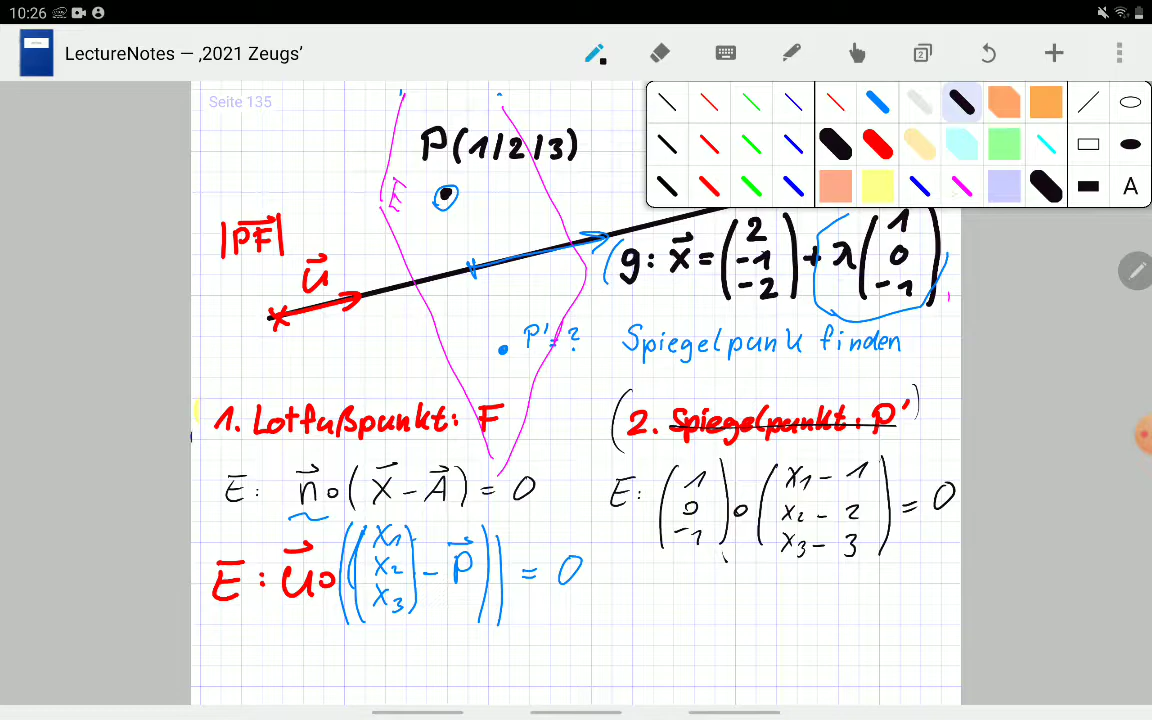 10:26
LectureNotes — ‚2021 Zeugs‘
Seite 135
P(1|2|3)
E
|PF|
u
g: x = (2 -1 -2) + λ (1 0 -1)
P' = ?
Spiegelpunkt finden
1. Lotfußpunkt: F
(2. Spiegelpunkt: P')
E: n ∘ (X - A) = 0
E: (1 0 -1) ∘ (x1 - 1 x2 - 2 x3 - 3) = 0
E: u ∘ ((x1 x2 x3) - P) = 0
A
2